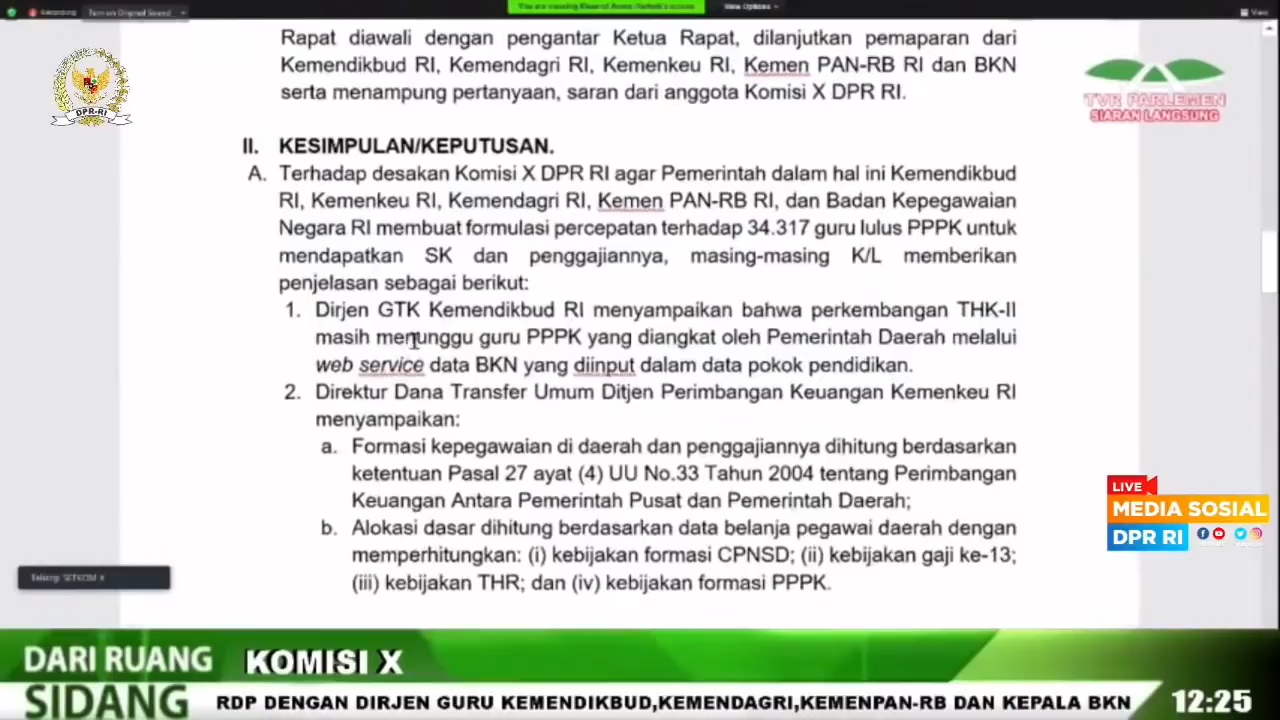 Recording
Turn on Original Sound
View Options
View
DPR-RI
TVR PARLEMEN
SIARAN LANGSUNG
Rapat diawali dengan pengantar Ketua Rapat, dilanjutkan pemaparan dari
Kemendikbud RI, Kemendagri RI, Kemenkeu RI, Kemen PAN-RB RI dan BKN
serta menampung pertanyaan, saran dari anggota Komisi X DPR RI.
II. KESIMPULAN/KEPUTUSAN.
A. Terhadap desakan Komisi X DPR RI agar Pemerintah dalam hal ini Kemendikbud
RI, Kemenkeu RI, Kemendagri RI, Kemen PAN-RB RI, dan Badan Kepegawaian
Negara RI membuat formulasi percepatan terhadap 34.317 guru lulus PPPK untuk
mendapatkan SK dan penggajiannya, masing-masing K/L memberikan
penjelasan sebagai berikut:
1. Dirjen GTK Kemendikbud RI menyampaikan bahwa perkembangan THK-II
masih menunggu guru PPPK yang diangkat oleh Pemerintah Daerah melalui
web service data BKN yang diinput dalam data pokok pendidikan.
2. Direktur Dana Transfer Umum Ditjen Perimbangan Keuangan Kemenkeu RI
menyampaikan:
a. Formasi kepegawaian di daerah dan penggajiannya dihitung berdasarkan
ketentuan Pasal 27 ayat (4) UU No.33 Tahun 2004 tentang Perimbangan
Keuangan Antara Pemerintah Pusat dan Pemerintah Daerah;
b. Alokasi dasar dihitung berdasarkan data belanja pegawai daerah dengan
memperhitungkan: (i) kebijakan formasi CPNSD; (ii) kebijakan gaji ke-13;
(iii) kebijakan THR; dan (iv) kebijakan formasi PPPK.
LIVE
MEDIA SOSIAL
DPR RI
Talking: SETKOM X
DARI RUANG
SIDANG
KOMISI X
RDP DENGAN DIRJEN GURU KEMENDIKBUD,KEMENDAGRI,KEMENPAN-RB DAN KEPALA BKN
12:25